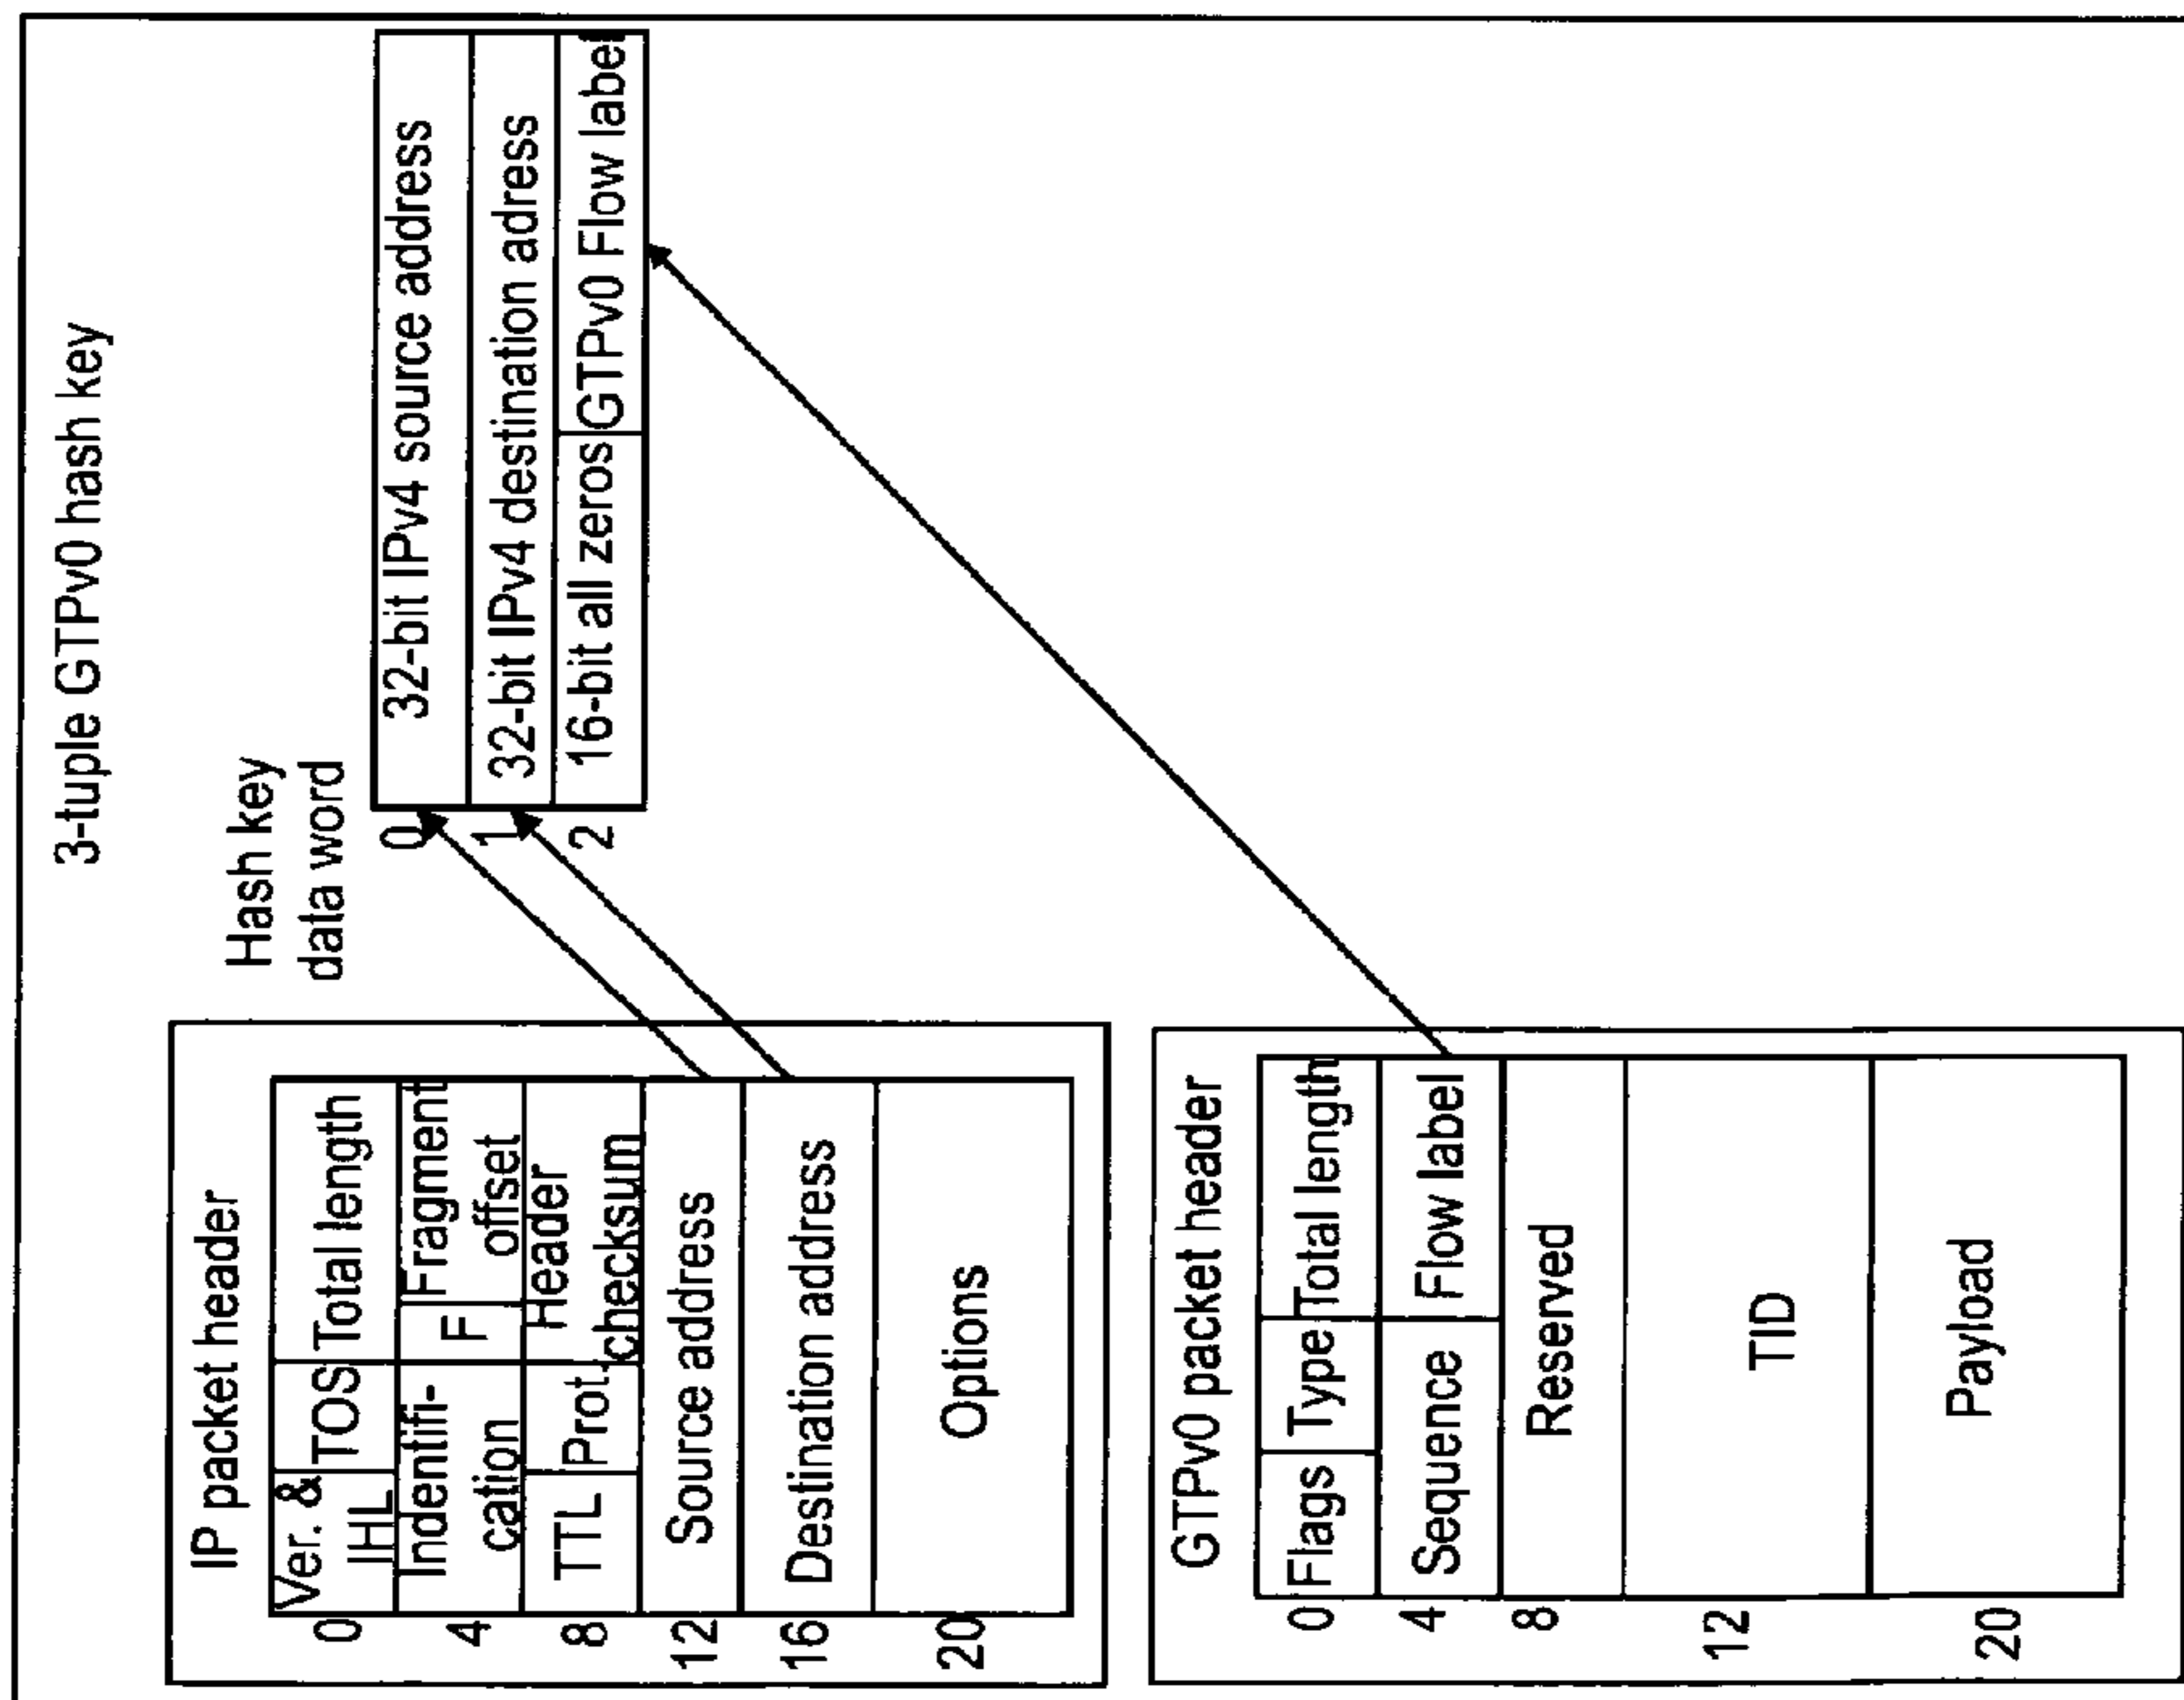 3-tuple GTPv0 hash key
IP packet header
0
Ver. &
IHL
TOS
Total length
4
Indentifi-
cation
F
Fragment
offset
8
TTL
Prot
Header
checksum
12
Source address
16
Destination address
20
Options
Hash key
data word
0
32-bit IPv4 source address
1
32-bit IPv4 destination adress
2
16-bit all zeros
GTPv0 Flow label
GTPv0 packet header
0
Flags
Type
Total length
4
Sequence
Flow label
8
Reserved
12
TID
20
Payload